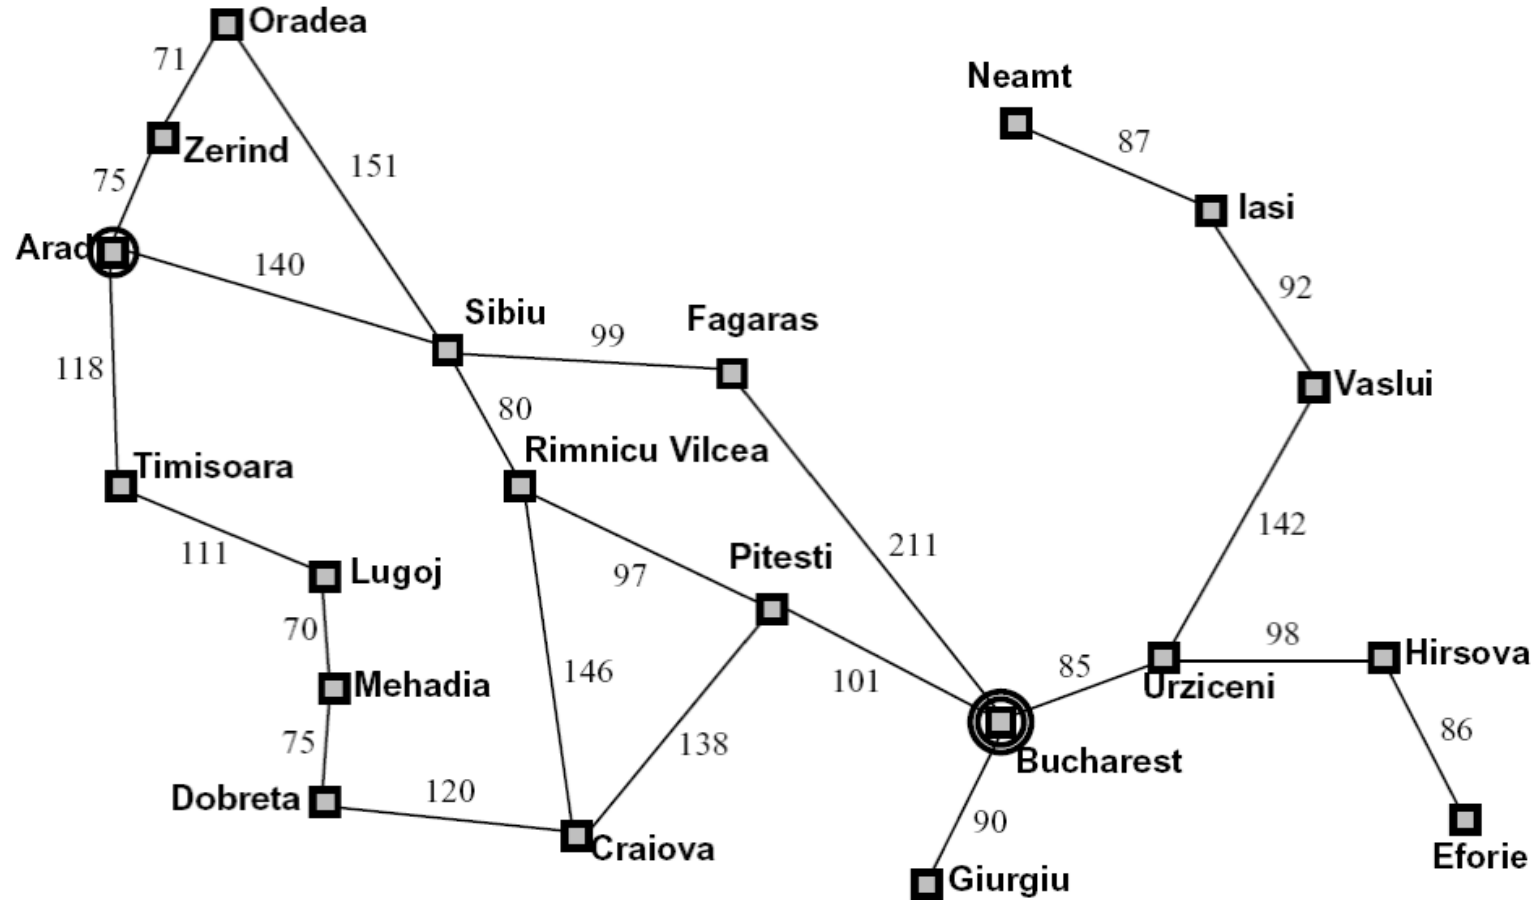 Oradea
71
Neamt
87
Zerind
151
75
Iasi
Arad
140
92
Sibiu
Fagaras
99
118
Vaslui
80
Rimnicu Vilcea
Timisoara
142
111
Pitesti
211
Lugoj
97
70
98
Hirsova
85
146
101
Mehadia
Urziceni
86
75
138
Bucharest
Dobreta
120
90
Craiova
Eforie
Giurgiu